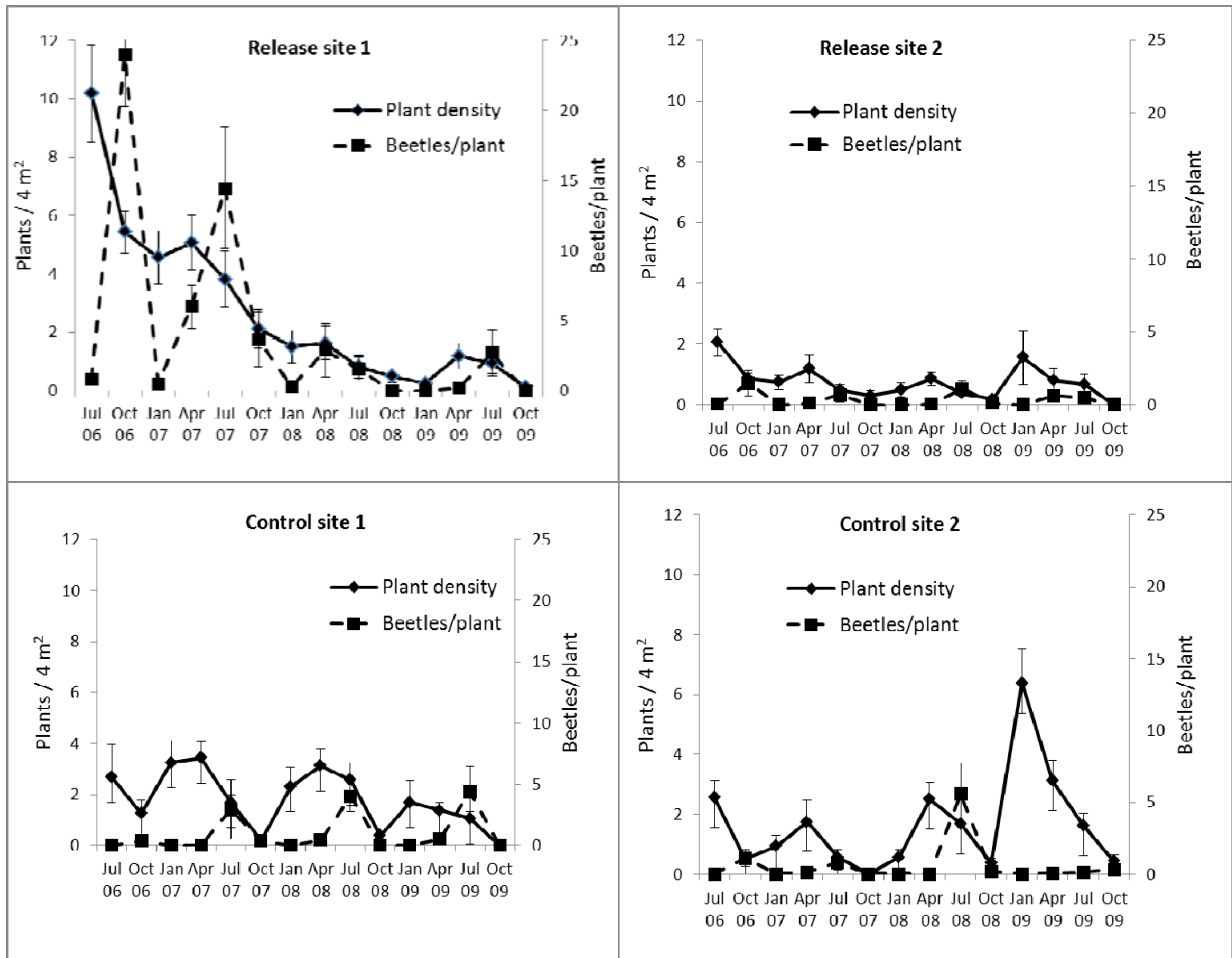 Release site 1
Plant density
Beetles/plant
Plants / 4 m²
12
10
8
6
4
2
0
25
20
15
10
5
0
Beetles/plant
Jul Oct Jan Apr Jul Oct Jan Apr Jul Oct Jan Apr Jul Oct
06 06 07 07 07 07 08 08 08 08 09 09 09 09
Release site 2
Plant density
Beetles/plant
Plants / 4 m²
12
10
8
6
4
2
0
25
20
15
10
5
0
Beetles/plant
Jul Oct Jan Apr Jul Oct Jan Apr Jul Oct Jan Apr Jul Oct
06 06 07 07 07 07 08 08 08 08 09 09 09 09
Control site 1
Plant density
Beetles/plant
Plants / 4 m²
12
10
8
6
4
2
0
25
20
15
10
5
0
Beetles/plant
Jul Oct Jan Apr Jul Oct Jan Apr Jul Oct Jan Apr Jul Oct
06 06 07 07 07 07 08 08 08 08 09 09 09 09
Control site 2
Plant density
Beetles/plant
Plants / 4 m²
12
10
8
6
4
2
0
25
20
15
10
5
0
Beetles/plant
Jul Oct Jan Apr Jul Oct Jan Apr Jul Oct Jan Apr Jul Oct
06 06 07 07 07 07 08 08 08 08 09 09 09 09